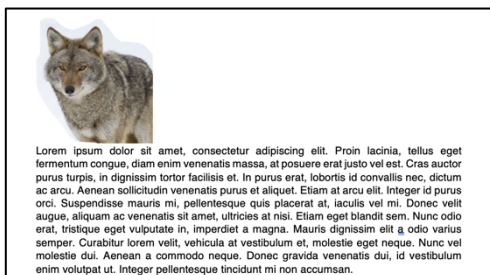 Lorem ipsum dolor sit amet, consectetur adipiscing elit. Proin lacinia, tellus eget
fermentum congue, diam enim venenatis massa, at posuere erat justo vel est. Cras auctor
purus turpis, in dignissim tortor facilisis et. In purus erat, lobortis id convallis nec, dictum
ac arcu. Aenean sollicitudin venenatis purus et aliquet. Etiam at arcu elit. Integer id purus
orci. Suspendisse mauris mi, pellentesque quis placerat at, iaculis vel mi. Donec velit
augue, aliquam ac venenatis sit amet, ultricies at nisi. Etiam eget blandit sem. Nunc odio
erat, tristique eget vulputate in, imperdiet a magna. Mauris dignissim elit a odio varius
semper. Curabitur lorem velit, vehicula at vestibulum et, molestie eget neque. Nunc vel
molestie dui. Aenean a commodo neque. Donec gravida venenatis dui, id vestibulum
enim volutpat ut. Integer pellentesque tincidunt mi non accumsan.